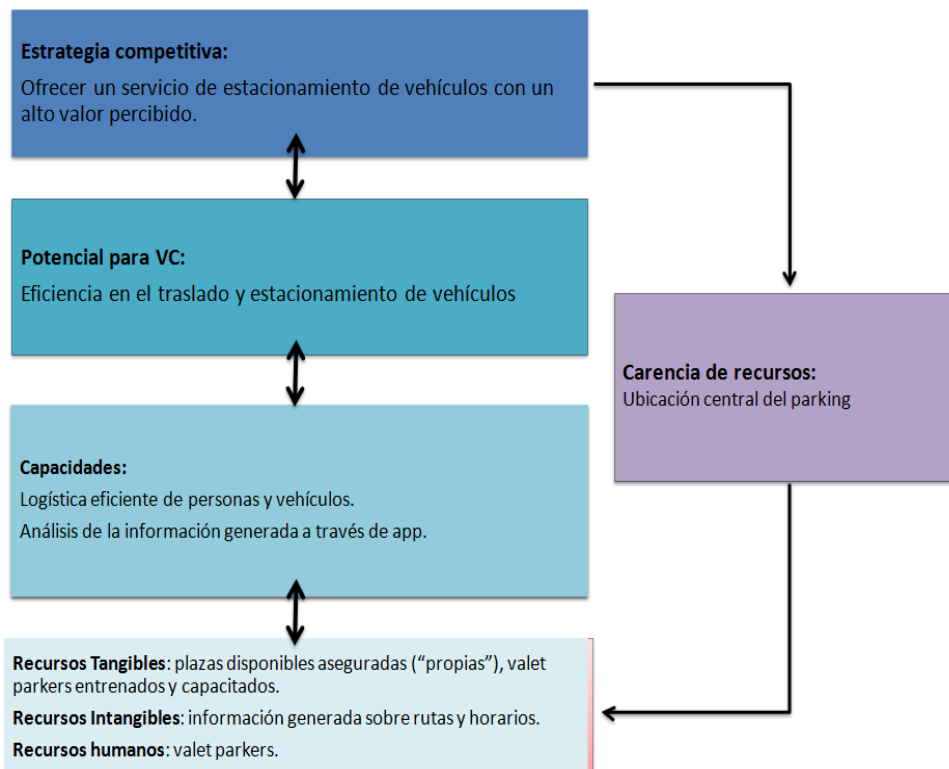 Estrategia competitiva:
Ofrecer un servicio de estacionamiento de vehículos con un
alto valor percibido.
Potencial para VC:
Eficiencia en el traslado y estacionamiento de vehículos
Carencia de recursos:
Ubicación central del parking
Capacidades:
Logística eficiente de personas y vehículos.
Análisis de la información generada a través de app.
Recursos Tangibles: plazas disponibles aseguradas (“propias”), valet
parkers entrenados y capacitados.
Recursos Intangibles: información generada sobre rutas y horarios.
Recursos humanos: valet parkers.